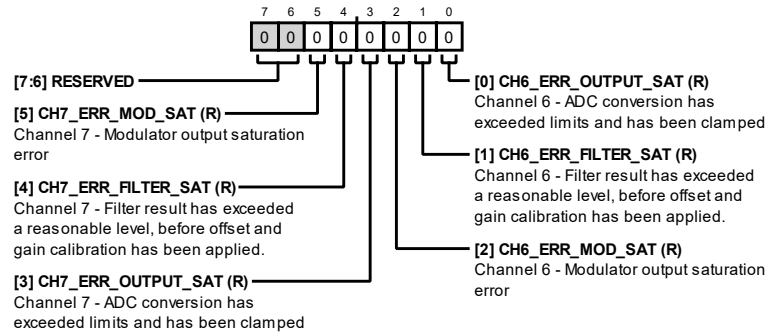 7 6 5 4 3 2 1 0
0 0 0 0 0 0 0 0
[7:6] RESERVED
[5] CH7_ERR_MOD_SAT (R)
Channel 7 - Modulator output saturation
error
[4] CH7_ERR_FILTER_SAT (R)
Channel 7 - Filter result has exceeded
a reasonable level, before offset and
gain calibration has been applied.
[3] CH7_ERR_OUTPUT_SAT (R)
Channel 7 - ADC conversion has
exceeded limits and has been clamped
[0] CH6_ERR_OUTPUT_SAT (R)
Channel 6 - ADC conversion has
exceeded limits and has been clamped
[1] CH6_ERR_FILTER_SAT (R)
Channel 6 - Filter result has exceeded
a reasonable level, before offset and
gain calibration has been applied.
[2] CH6_ERR_MOD_SAT (R)
Channel 6 - Modulator output saturation
error